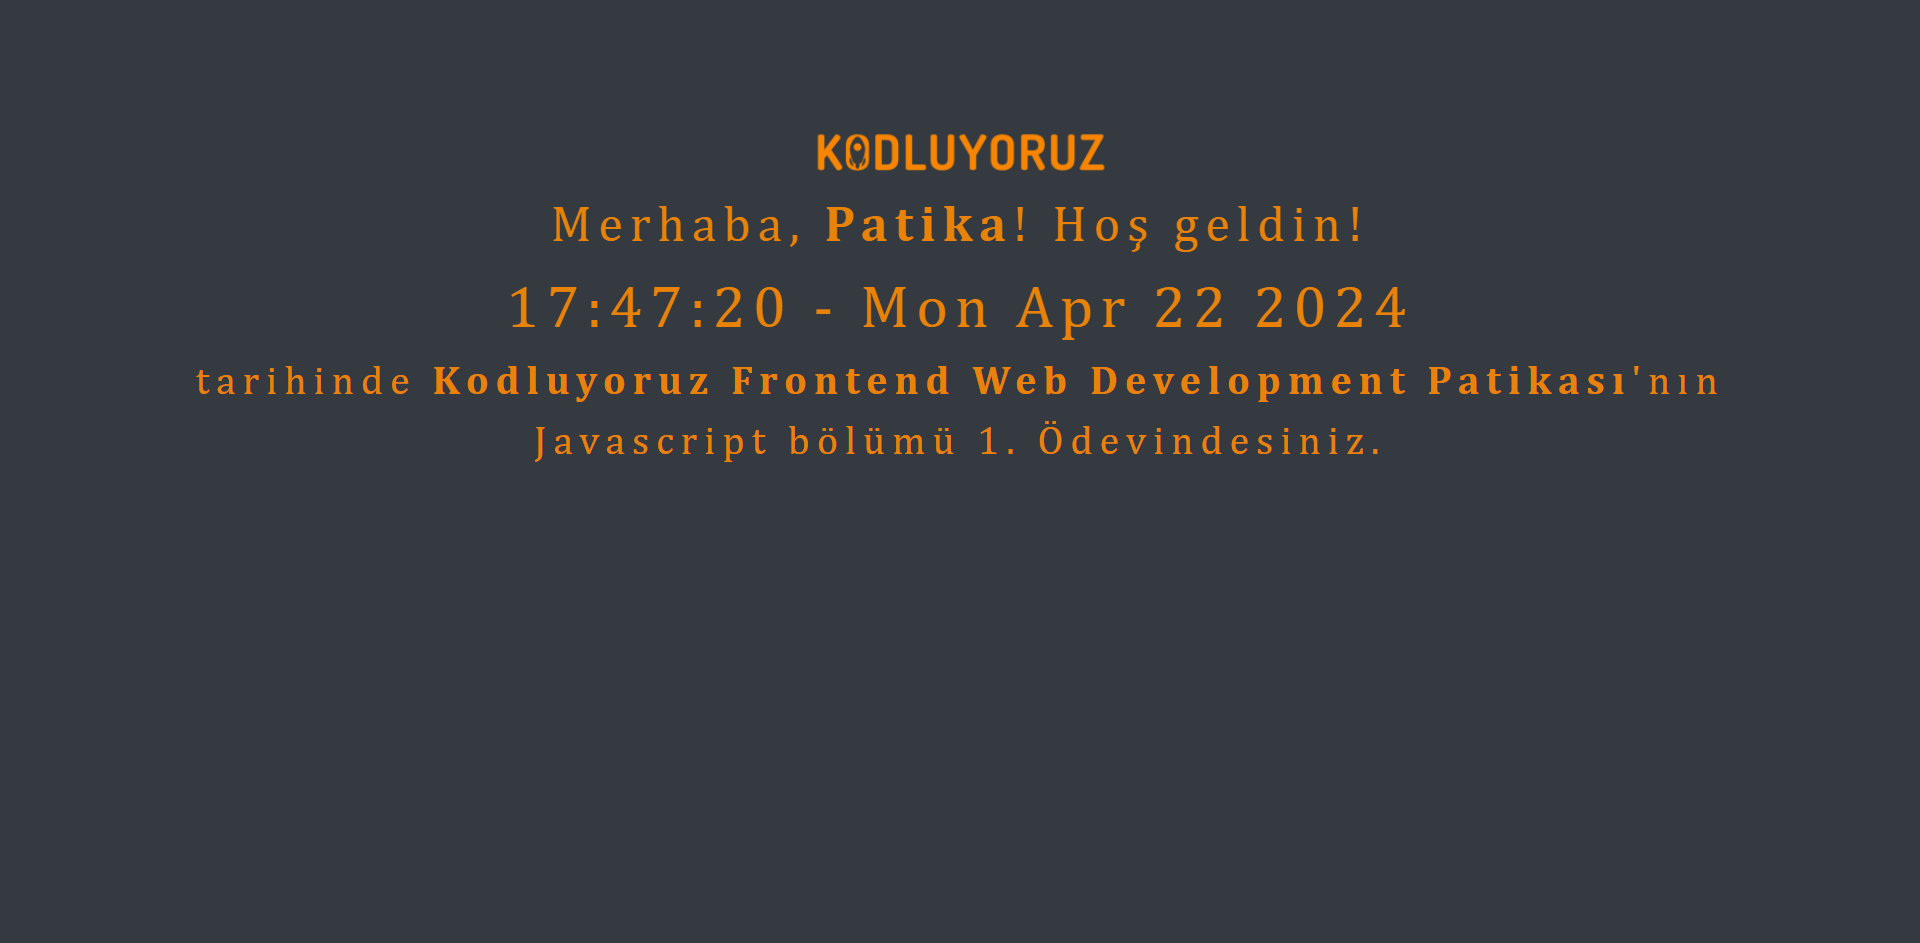 KODLUYORUZ
Merhaba, Patika! Hoş geldin!
17:47:20 - Mon Apr 22 2024
tarihinde Kodluyoruz Frontend Web Development Patikası'nın
Javascript bölümü 1. Ödevindesiniz.